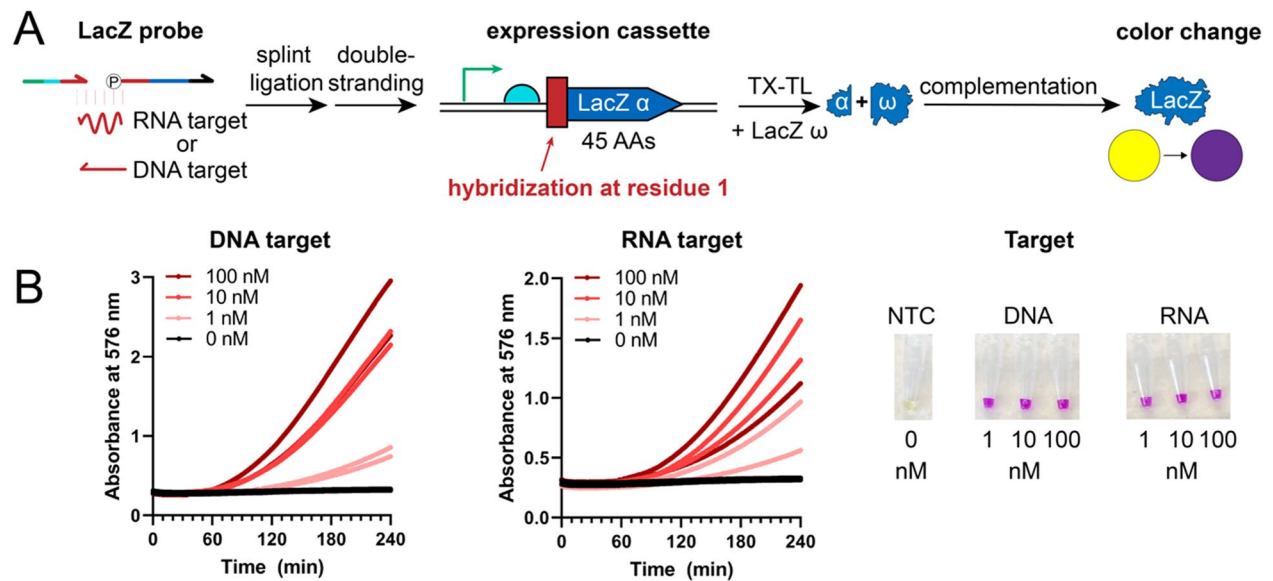 A
LacZ probe
expression cassette
color change
splint
ligation
double-
stranding
P
RNA target
or
DNA target
LacZ α
45 AAs
hybridization at residue 1
TX-TL
+ LacZ ω
α + ω
complementation
LacZ
B
DNA target
3
2
1
0
Absorbance at 576 nm
100 nM
10 nM
1 nM
0 nM
0 60 120 180 240
Time (min)
RNA target
2.0
1.5
1.0
0.5
0.0
Absorbance at 576 nm
100 nM
10 nM
1 nM
0 nM
0 60 120 180 240
Time (min)
Target
NTC DNA RNA
0 1 10 100 1 10 100
nM nM nM